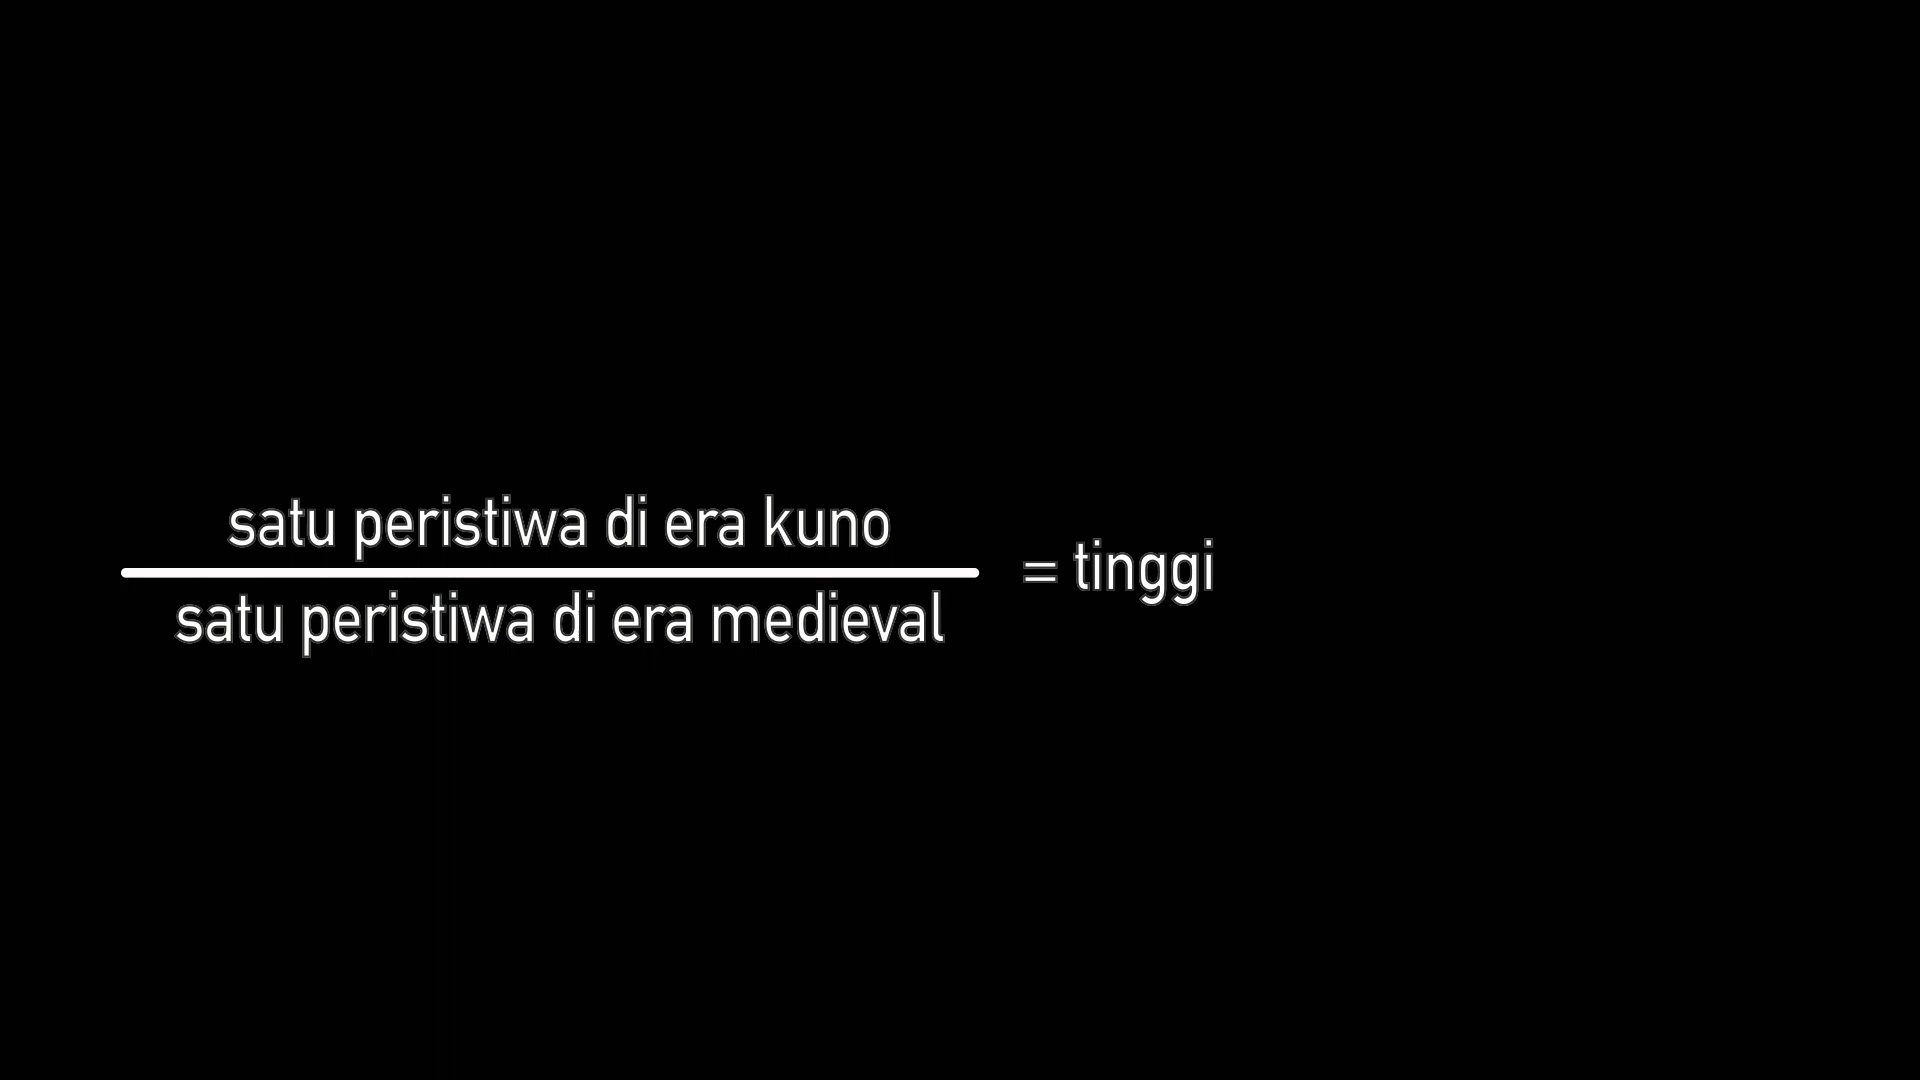 satu peristiwa di era kuno
satu peristiwa di era medieval
= tinggi